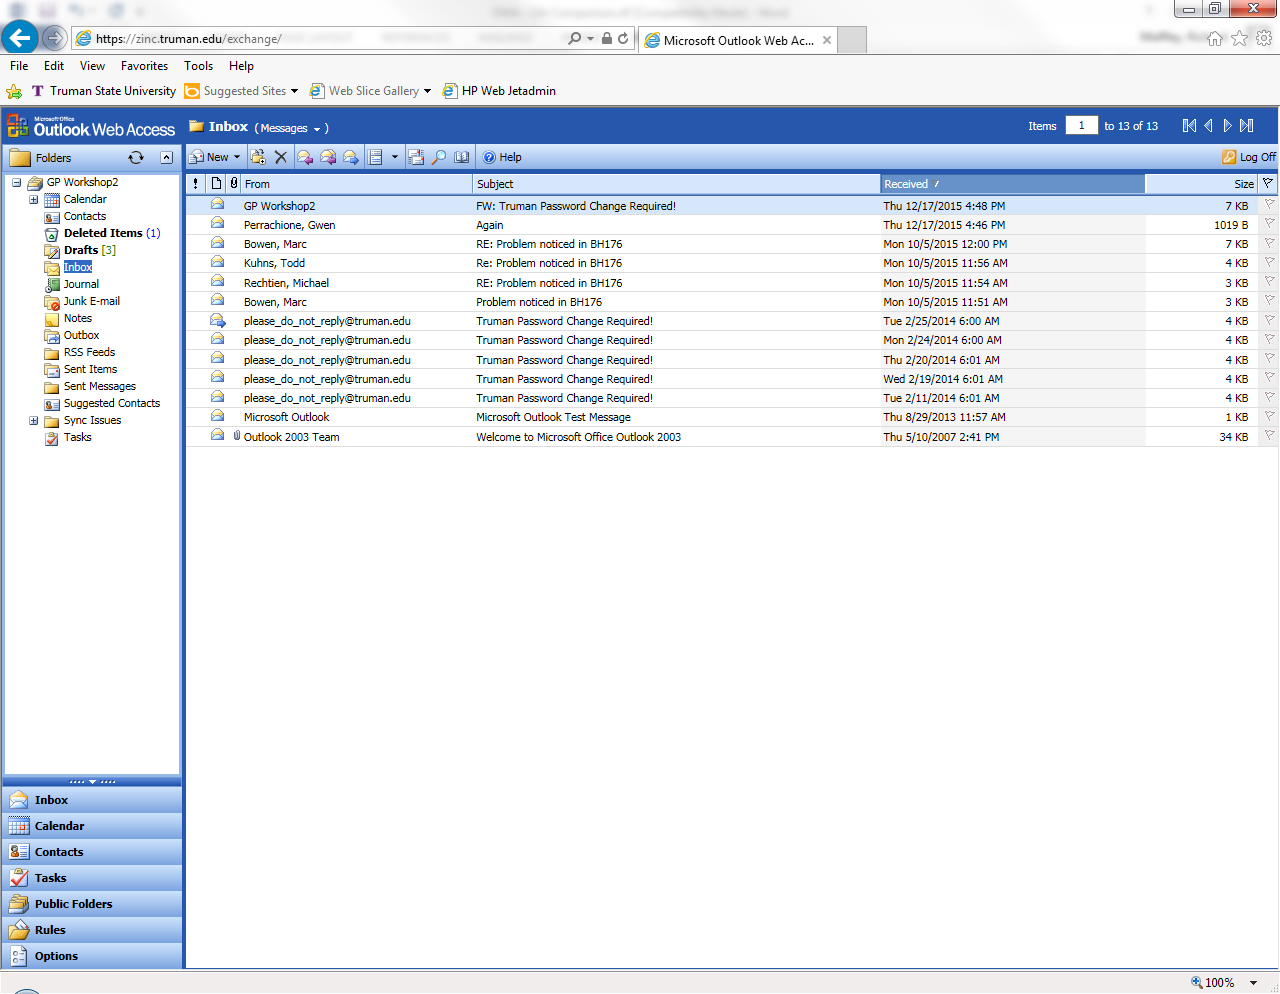 https://zinc.truman.edu/exchange/
Microsoft Outlook Web Ac...
File Edit View Favorites Tools Help
Truman State University Suggested Sites Web Slice Gallery HP Web Jetadmin
Microsoft Office
Outlook Web Access
Inbox (Messages )
Items 1 to 13 of 13
Folders
New
Help
Log Off
! From Subject Received Size
GP Workshop2 FW: Truman Password Change Required! Thu 12/17/2015 4:48 PM 7 KB
Perrachione, Gwen Again Thu 12/17/2015 4:46 PM 1019 B
Bowen, Marc RE: Problem noticed in BH176 Mon 10/5/2015 12:00 PM 7 KB
Kuhns, Todd Re: Problem noticed in BH176 Mon 10/5/2015 11:56 AM 4 KB
Rechtien, Michael RE: Problem noticed in BH176 Mon 10/5/2015 11:54 AM 3 KB
Bowen, Marc Problem noticed in BH176 Mon 10/5/2015 11:51 AM 3 KB
please_do_not_reply@truman.edu Truman Password Change Required! Tue 2/25/2014 6:00 AM 4 KB
please_do_not_reply@truman.edu Truman Password Change Required! Mon 2/24/2014 6:00 AM 4 KB
please_do_not_reply@truman.edu Truman Password Change Required! Thu 2/20/2014 6:01 AM 4 KB
please_do_not_reply@truman.edu Truman Password Change Required! Wed 2/19/2014 6:01 AM 4 KB
please_do_not_reply@truman.edu Truman Password Change Required! Tue 2/11/2014 6:01 AM 4 KB
Microsoft Outlook Microsoft Outlook Test Message Thu 8/29/2013 11:57 AM 1 KB
Outlook 2003 Team Welcome to Microsoft Office Outlook 2003 Thu 5/10/2007 2:41 PM 34 KB
GP Workshop2
Calendar
Contacts
Deleted Items (1)
Drafts [3]
Inbox
Journal
Junk E-mail
Notes
Outbox
RSS Feeds
Sent Items
Sent Messages
Suggested Contacts
Sync Issues
Tasks
Inbox
Calendar
Contacts
Tasks
Public Folders
Rules
Options
100%